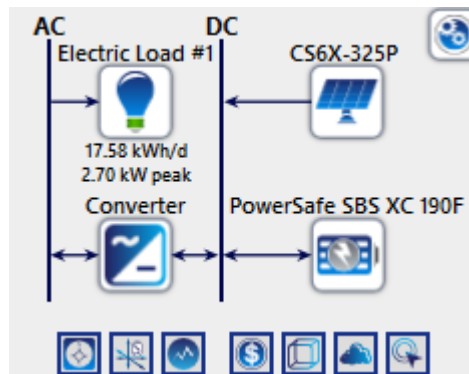 AC DC
Electric Load #1 CS6X-325P
17.58 kWh/d
2.70 kW peak
Converter PowerSafe SBS XC 190F